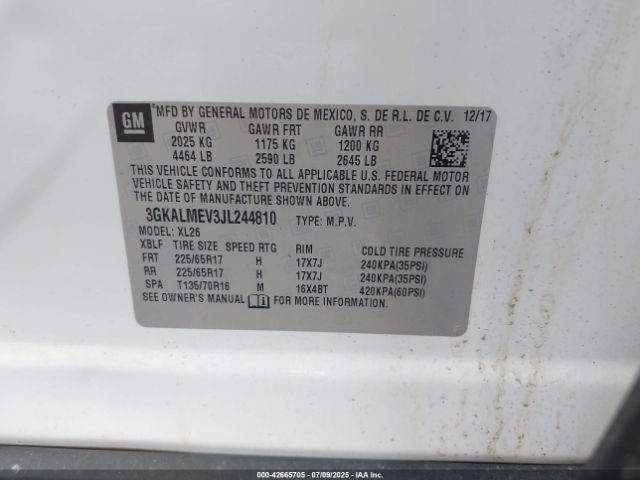 GM
*MFD BY GENERAL MOTORS DE MEXICO, S. DE R.L. DE C.V. 12/17
GVWR GAWR FRT GAWR RR
2025 KG 1175 KG 1200 KG
4464 LB 2590 LB 2645 LB
THIS VEHICLE CONFORMS TO ALL APPLICABLE U.S. FEDERAL MOTOR
VEHICLE SAFETY AND THEFT PREVENTION STANDARDS IN EFFECT ON
THE DATE OF MANUFACTURE SHOWN ABOVE.
3GKALMEV3JL244810 TYPE: M.P.V.
MODEL: XL26
XBLF TIRE SIZE SPEED RTG RIM COLD TIRE PRESSURE
FRT 225/65R17 H 17X7J 240KPA(35PSI)
RR 225/65R17 H 17X7J 240KPA(35PSI)
SPA T135/70R16 M 16X4BT 420KPA(60PSI)
SEE OWNER'S MANUAL FOR MORE INFORMATION.
© IAA - 42665705 - 07/09/2025 - IAAI.COM